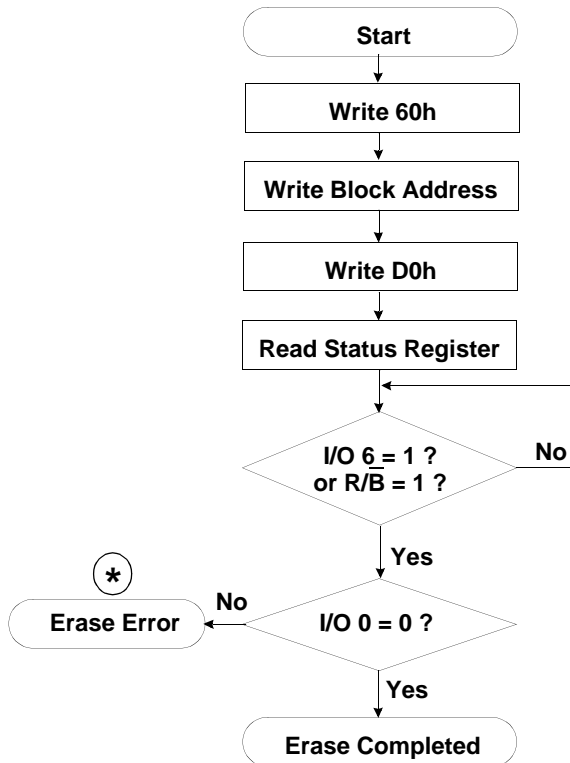 Start
Write 60h
Write Block Address
Write D0h
Read Status Register
I/O 6 = 1 ?
or R/B̅ = 1 ?
No
Yes
*
No
Erase Error
I/O 0 = 0 ?
Yes
Erase Completed